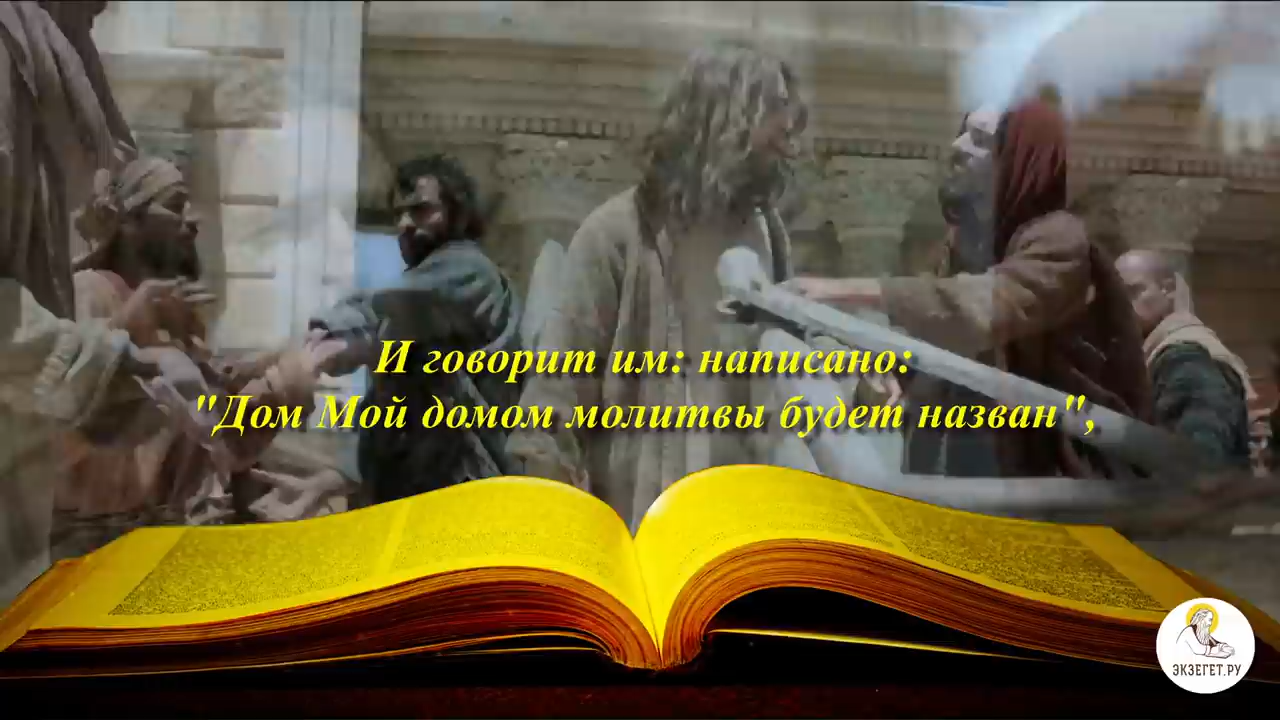 И говорит им: написано:
"Дом Мой домом молитвы будет назван",
ЭКЗЕГЕТ.РУ